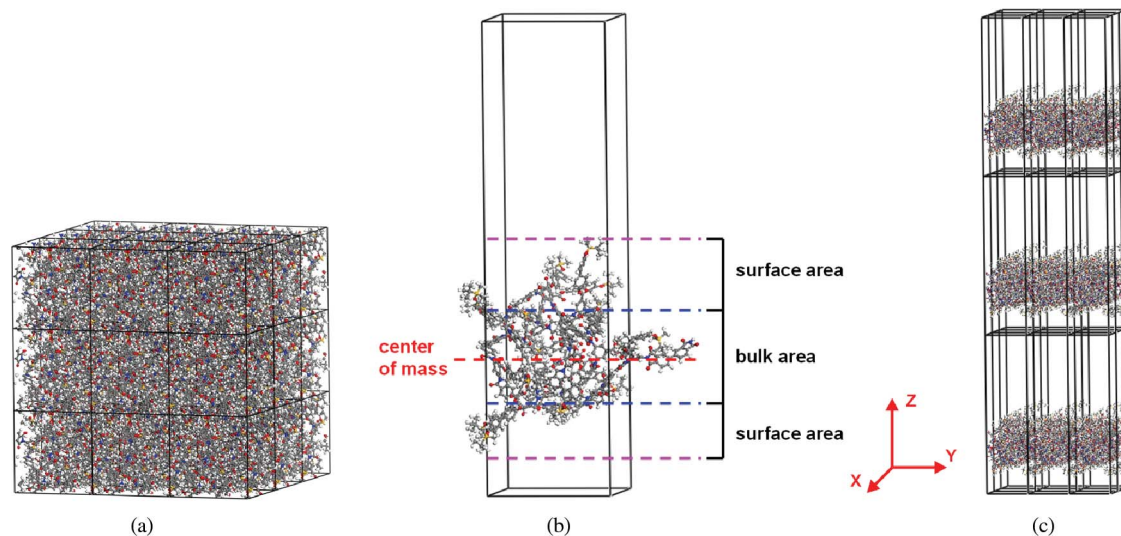 surface area
center
of mass
bulk area
surface area
Z
Y
X
(a)
(b)
(c)